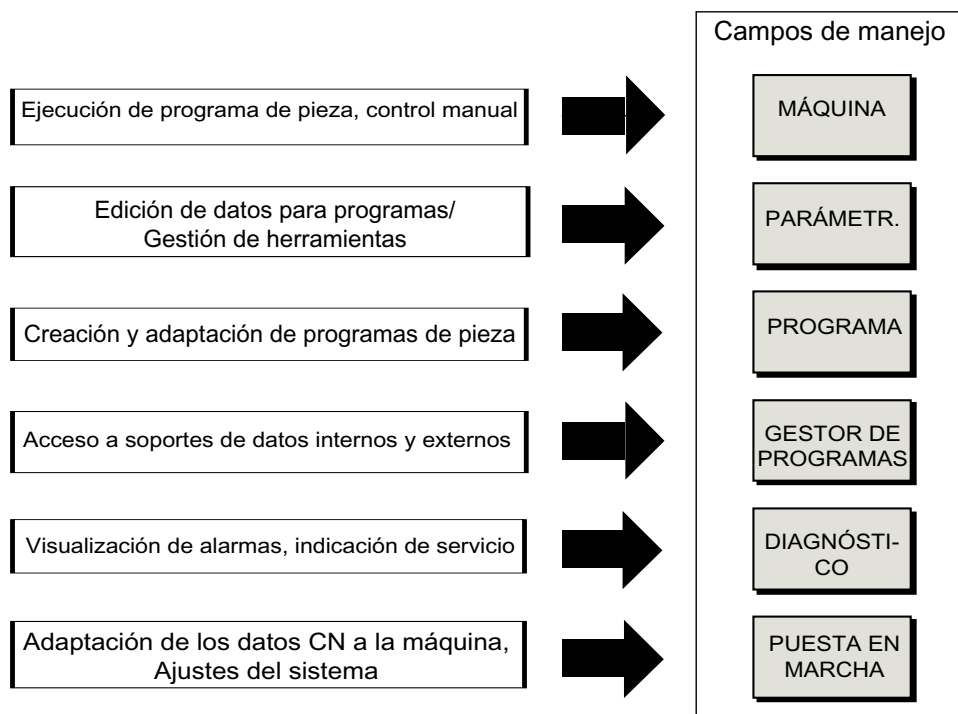 Campos de manejo
Ejecución de programa de pieza, control manual
MÁQUINA
Edición de datos para programas/
Gestión de herramientas
PARÁMETR.
Creación y adaptación de programas de pieza
PROGRAMA
Acceso a soportes de datos internos y externos
GESTOR DE
PROGRAMAS
Visualización de alarmas, indicación de servicio
DIAGNÓSTI-
CO
Adaptación de los datos CN a la máquina,
Ajustes del sistema
PUESTA EN
MARCHA